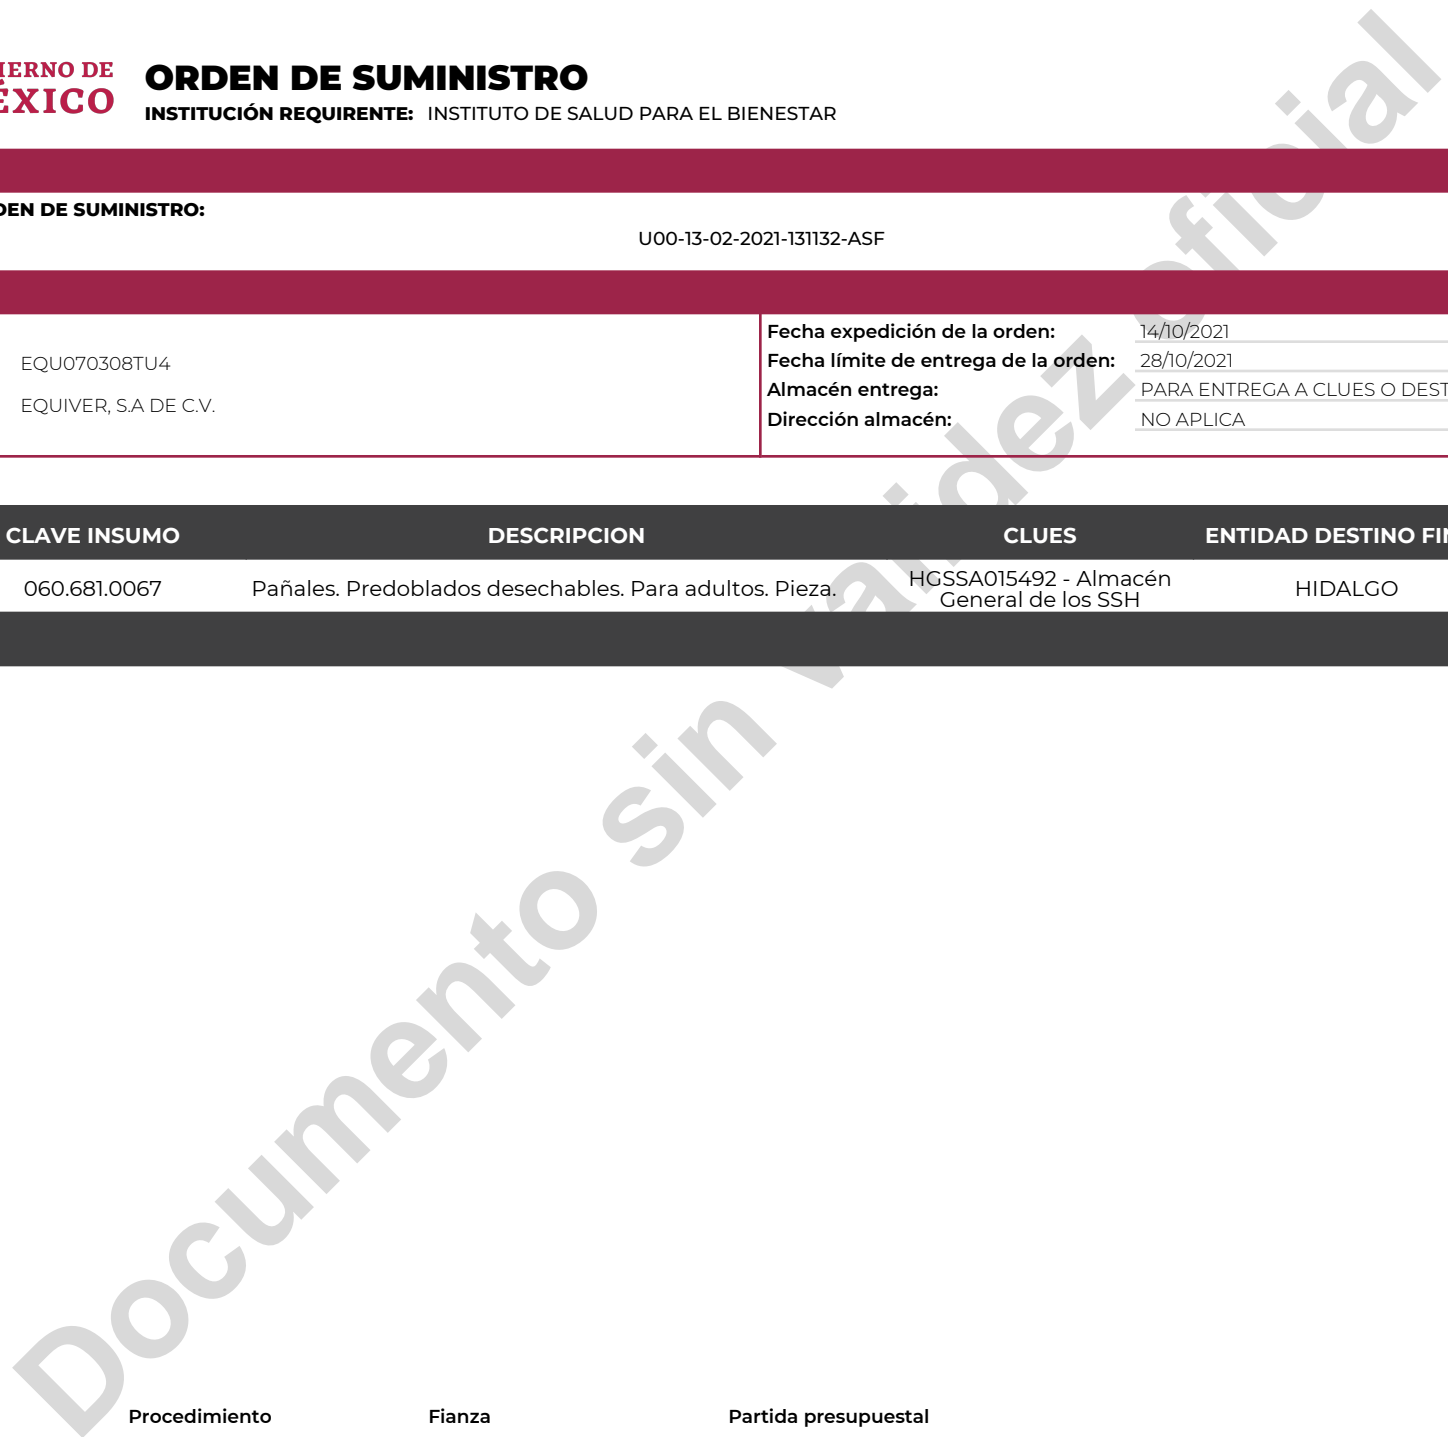 IERNO DE
ÉXICO
ORDEN DE SUMINISTRO
INSTITUCIÓN REQUIRENTE: INSTITUTO DE SALUD PARA EL BIENESTAR
DEN DE SUMINISTRO:
U00-13-02-2021-131132-ASF
EQU070308TU4
EQUIVER, S.A DE C.V.
Fecha expedición de la orden: 14/10/2021
Fecha límite de entrega de la orden: 28/10/2021
Almacén entrega: PARA ENTREGA A CLUES O DEST
Dirección almacén: NO APLICA
CLAVE INSUMO DESCRIPCION CLUES ENTIDAD DESTINO FIN
060.681.0067 Pañales. Predoblados desechables. Para adultos. Pieza. HGSSA015492 - Almacén
General de los SSH HIDALGO
Documento sin validez oficial
Procedimiento Fianza Partida presupuestal